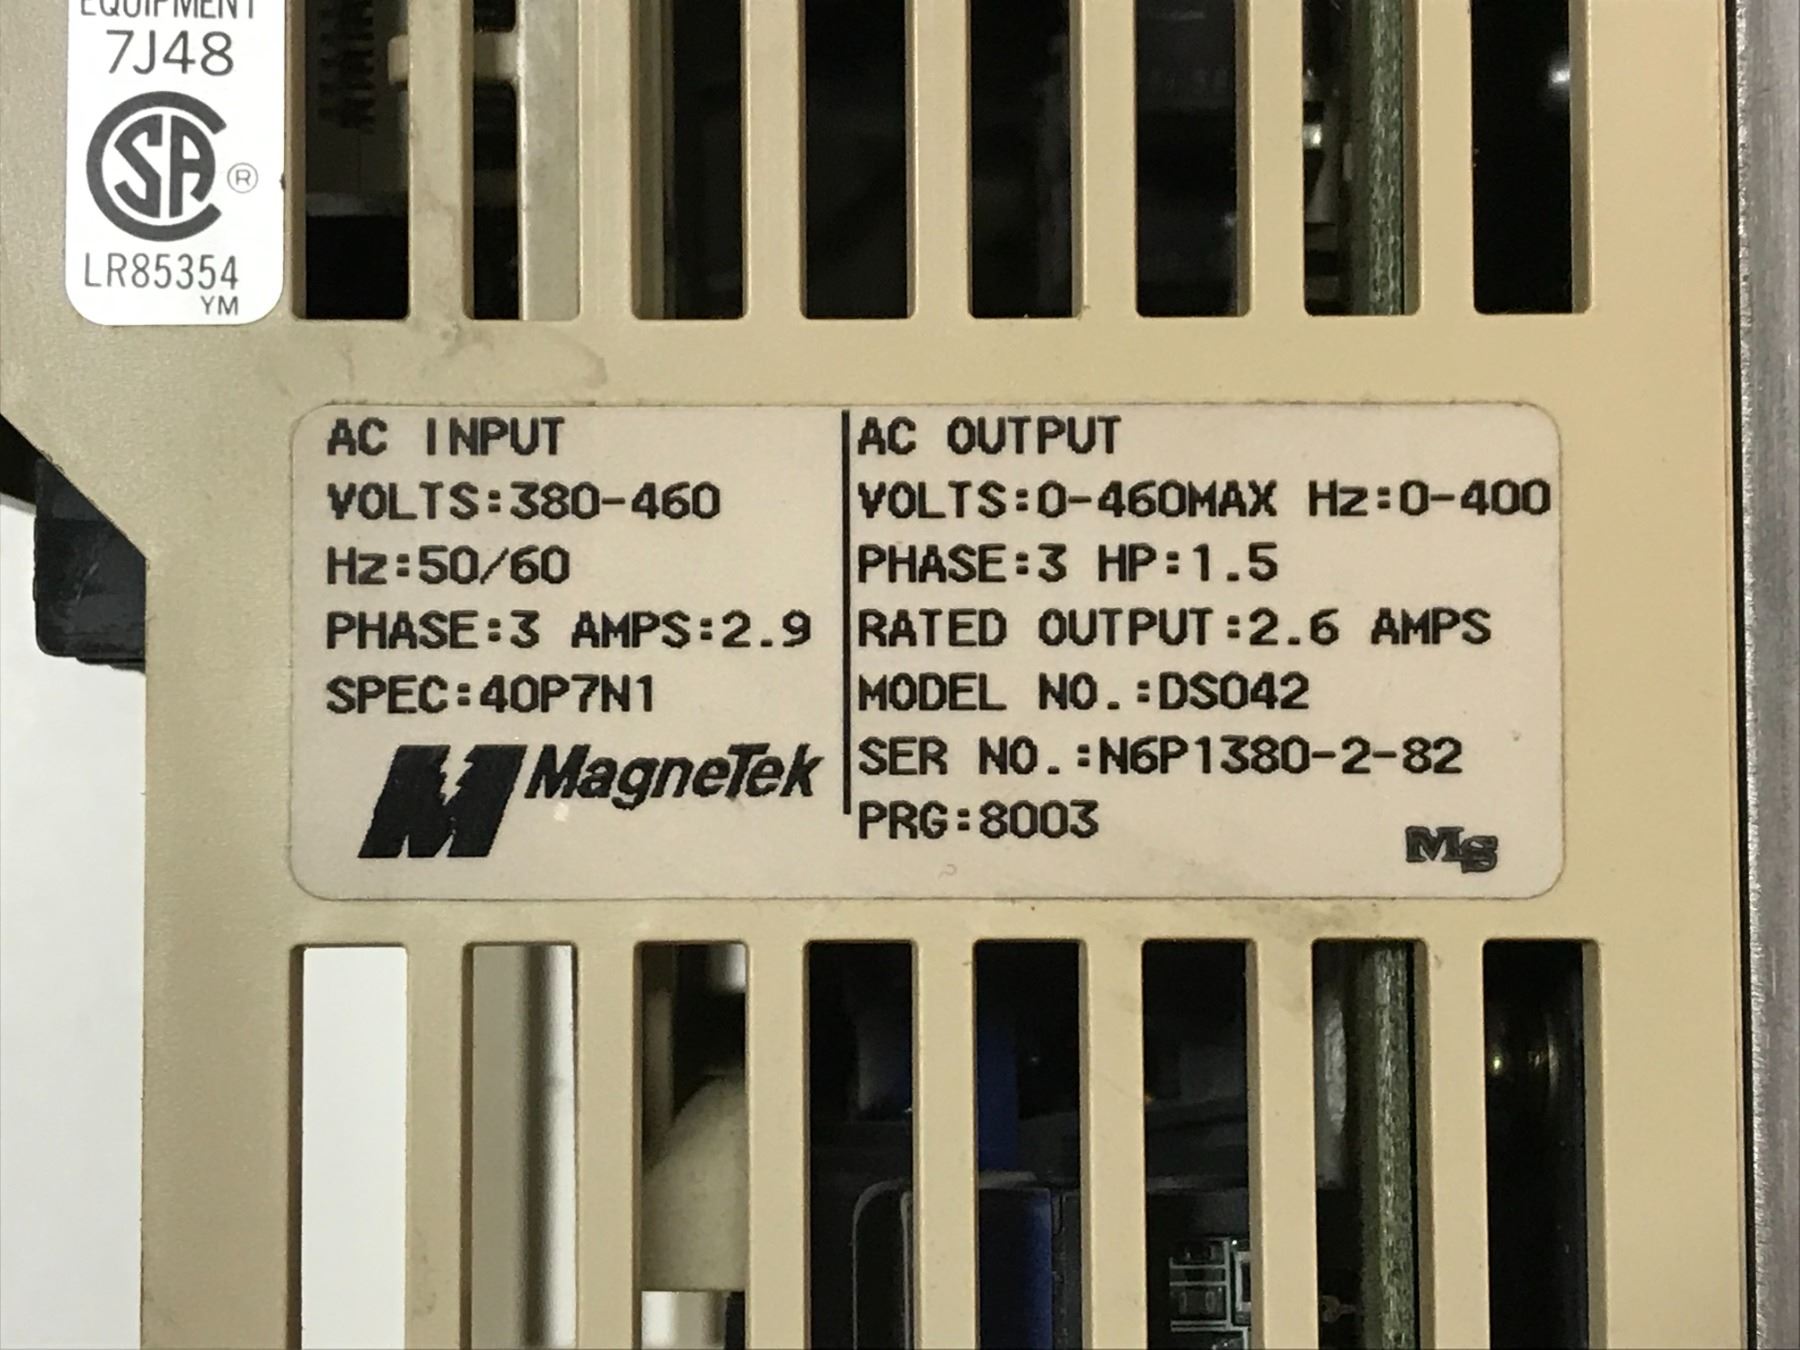 EQUIPMENT
7J48
CSA ®
LR85354
YM
AC INPUT
VOLTS:380-460
Hz:50/60
PHASE:3 AMPS:2.9
SPEC:40P7N1
MagneTek
AC OUTPUT
VOLTS:0-460MAX Hz:0-400
PHASE:3 HP:1.5
RATED OUTPUT:2.6 AMPS
MODEL NO.:DS042
SER NO.:N6P1380-2-82
PRG:8003
MS